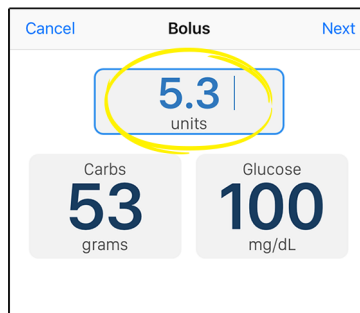 Cancel Bolus Next
5.3
units
Carbs Glucose
53 100
grams mg/dL